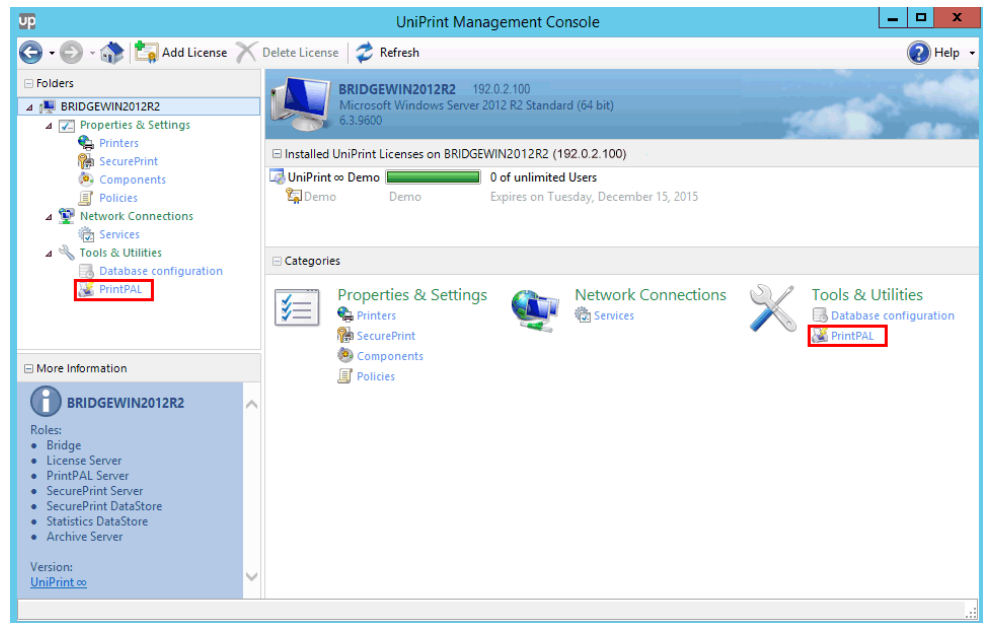 UP
UniPrint Management Console
Add License
Delete License
Refresh
Help
Folders
BRIDGEWIN2012R2
Properties & Settings
Printers
SecurePrint
Components
Policies
Network Connections
Services
Tools & Utilities
Database configuration
PrintPAL
More Information
BRIDGEWIN2012R2
Roles:
• Bridge
• License Server
• PrintPAL Server
• SecurePrint Server
• SecurePrint DataStore
• Statistics DataStore
• Archive Server
Version:
UniPrint ∞
BRIDGEWIN2012R2 192.0.2.100
Microsoft Windows Server 2012 R2 Standard (64 bit)
6.3.9600
Installed UniPrint Licenses on BRIDGEWIN2012R2 (192.0.2.100)
UniPrint ∞ Demo 0 of unlimited Users
Demo Demo Expires on Tuesday, December 15, 2015
Categories
Properties & Settings
Printers
SecurePrint
Components
Policies
Network Connections
Services
Tools & Utilities
Database configuration
PrintPAL